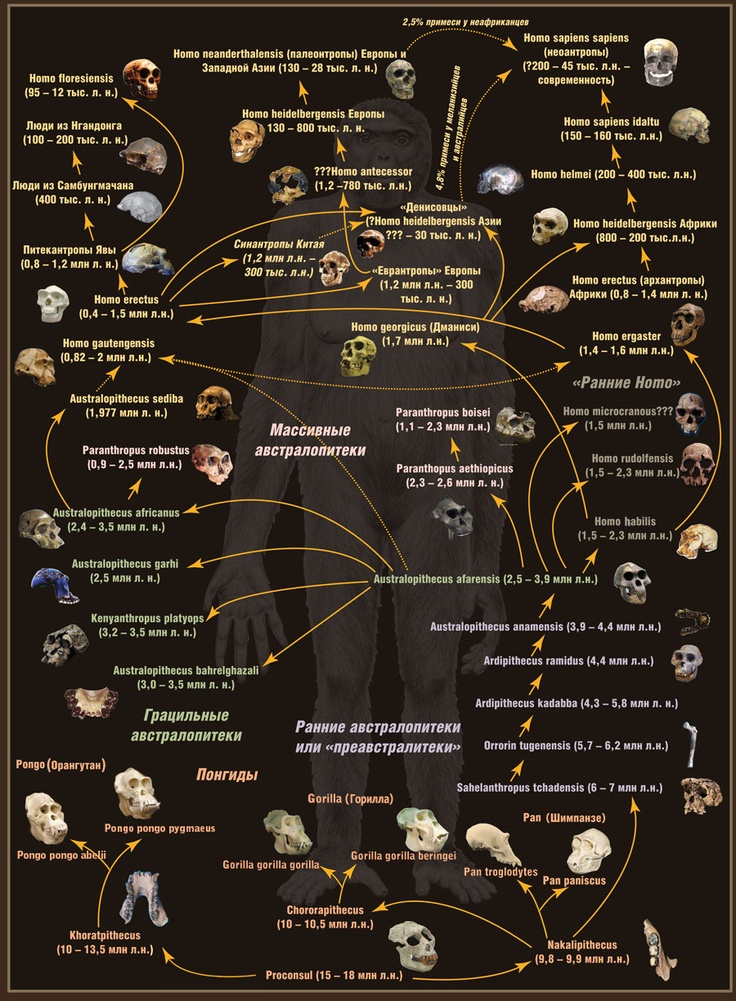 2,5% примеси у неафриканцев
Homo sapiens sapiens
(неоантропы)
(?200 – 45 тыс. л.н. –
современность)
Homo neanderthalensis (палеонтропы) Европы и
Западной Азии (130 – 28 тыс. л.н.)
Homo floresiensis
(95 – 12 тыс. л. н.)
4,8% примеси у меланизийцев
и австралийцев
Homo heidelbergensis Европы
130 – 800 тыс. л. н.
Homo sapiens idaltu
(150 – 160 тыс. л.н.)
Люди из Нгандонга
(100 – 200 тыс. л.н.)
???Homo antecessor
(1,2 –780 тыс. л.н.)
Homo helmei (200 – 400 тыс. л.н.)
Люди из Самбунгмачана
(400 тыс. л.н.)
«Денисовцы»
(?Homo heidelbergensis Азии
??? – 30 тыс. л. н.)
Homo heidelbergensis Африки
(800 – 200 тыс.л.н.)
Питекантропы Явы
(0,8 – 1,2 млн л.н.)
Синантропы Китая
(1,2 млн л.н. –
300 тыс. л.н.)
«Еврантропы» Европы
(1,2 млн л.н. – 300
тыс. л.н.)
Homo erectus (архантропы)
Африки (0,8 – 1,4 млн л.н.)
Homo erectus
(0,4 – 1,5 млн л.н.)
Homo georgicus (Дманиси)
(1,7 млн л.н.)
Homo ergaster
(1,4 – 1,6 млн л.н.)
Homo gautengensis
(0,82 – 2 млн л.н.)
«Ранние Homo»
Australopithecus sediba
(1,977 млн л.н.)
Paranthropus boisei
(1,1 – 2,3 млн л.н.)
Homo microcranous???
(1,5 млн л.н.)
Массивные
австралопитеки
Paranthropus robustus
(0,9 – 2,5 млн л.н.)
Paranthopus aethiopicus
(2,3 – 2,6 млн л.н.)
Homo rudolfensis
(1,5 – 2,3 млн л.н.)
Australopithecus africanus
(2,4 – 3,5 млн л. н.)
Homo habilis
(1,5 – 2,3 млн л.н.)
Australopithecus garhi
(2,5 млн л. н.)
Australopithecus afarensis (2,5 – 3,9 млн л. н.)
Kenyanthropus platyops
(3,2 – 3,5 млн л.н.)
Australopithecus anamensis (3,9 – 4,4 млн л.н.)
Ardipithecus ramidus (4,4 млн л.н.)
Australopithecus bahrelghazali
(3,0 – 3,5 млн л. н.)
Ardipithecus kadabba (4,3 – 5,8 млн л.н.)
Грацильные
австралопитеки
Ранние австралопитеки
или «преавстралитеки»
Orrorin tugenensis (5,7 – 6,2 млн л.н.)
Pongo (Орангутан)
Понгиды
Sahelanthropus tchadensis (6 – 7 млн л.н.)
Gorilla (Горилла)
Pan (Шимпанзе)
Pongo pongo pygmaeus
Pongo pongo abelii
Gorilla gorilla gorilla
Gorilla gorilla beringei
Pan troglodytes
Pan paniscus
Chororapithecus
(10 – 10,5 млн л.н.)
Khoratpithecus
(10 – 13,5 млн л.н.)
Nakalipithecus
(9,8 – 9,9 млн л.н.)
Proconsul (15 – 18 млн л.н.)